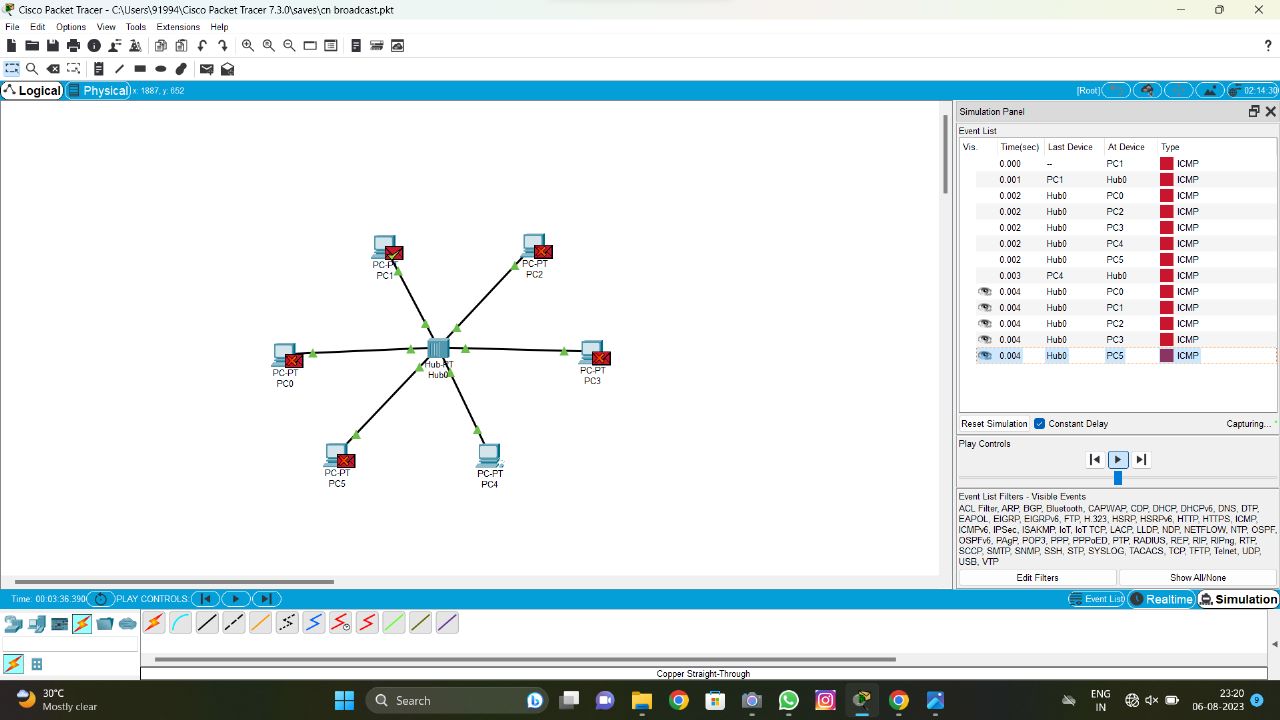 Cisco Packet Tracer - C:\Users\91994\Cisco Packet Tracer 7.3.0\saves\cn broadcast.pkt
File Edit Options View Tools Extensions Help
?
Logical Physical x: 1887, y: 652 [Root] 02:14:30
Simulation Panel
Event List
Vis. Time(sec) Last Device At Device Type
0.000 -- PC1 ICMP
0.001 PC1 Hub0 ICMP
0.002 Hub0 PC0 ICMP
0.002 Hub0 PC2 ICMP
0.002 Hub0 PC3 ICMP
0.002 Hub0 PC4 ICMP
0.002 Hub0 PC5 ICMP
0.003 PC4 Hub0 ICMP
0.004 Hub0 PC0 ICMP
0.004 Hub0 PC1 ICMP
0.004 Hub0 PC2 ICMP
0.004 Hub0 PC3 ICMP
0.004 Hub0 PC5 ICMP
PC-PT
PC1
PC-PT
PC2
PC-PT
PC0
Hub-PT
Hub0
PC-PT
PC3
PC-PT
PC5
PC-PT
PC4
Reset Simulation Constant Delay Capturing...
Play Controls
Event List Filters - Visible Events
ACL Filter, ARP, BGP, Bluetooth, CAPWAP, CDP, DHCP, DHCPv6, DNS, DTP,
EAPOL, EIGRP, EIGRPv6, FTP, H.323, HSRP, HSRPv6, HTTP, HTTPS, ICMP,
ICMPv6, IPSec, ISAKMP, IoT, IoT TCP, LACP, LLDP, NDP, NETFLOW, NTP, OSPF,
OSPFv6, PAgP, POP3, PPP, PPPoED, PTP, RADIUS, REP, RIP, RIPng, RTP,
SCCP, SMTP, SNMP, SSH, STP, SYSLOG, TACACS, TCP, TFTP, Telnet, UDP,
USB, VTP
Edit Filters Show All/None
Time: 00:03:36.390 PLAY CONTROLS: Event List Realtime Simulation
Copper Straight-Through
30°C
Mostly clear
Search
ENG
IN
23:20
06-08-2023
9